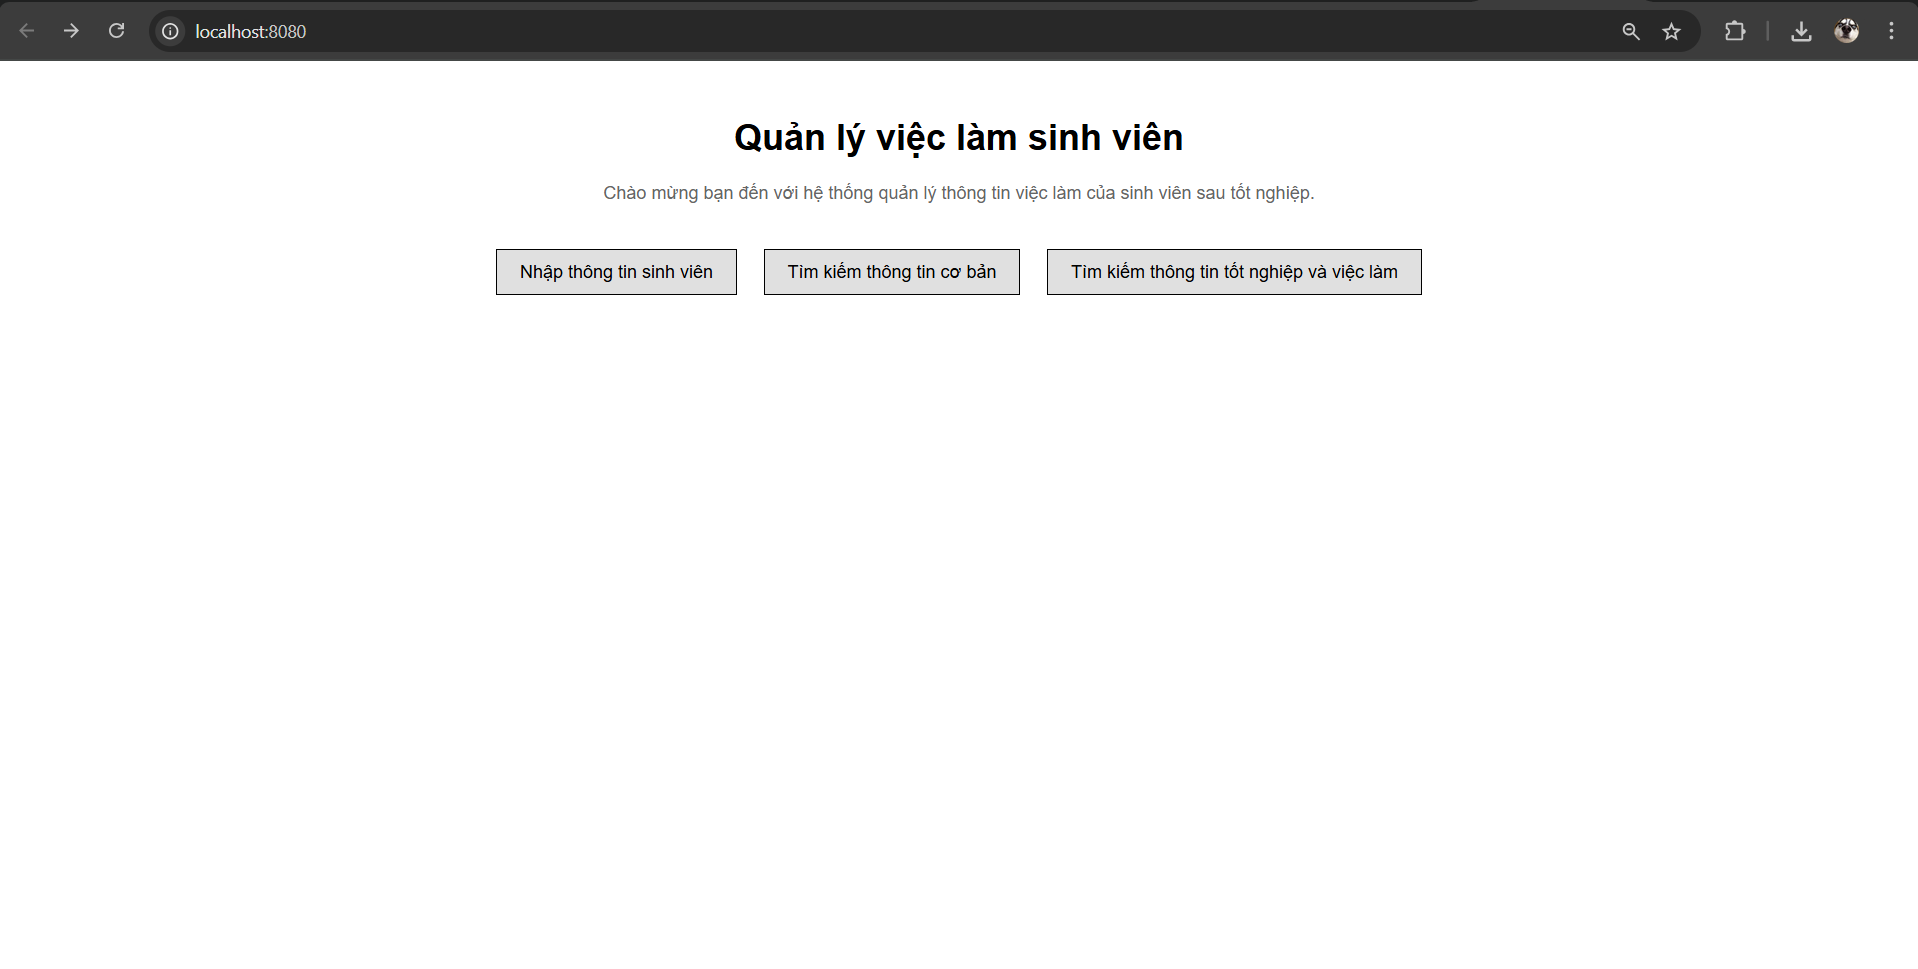 localhost:8080
Quản lý việc làm sinh viên
Chào mừng bạn đến với hệ thống quản lý thông tin việc làm của sinh viên sau tốt nghiệp.
Nhập thông tin sinh viên
Tìm kiếm thông tin cơ bản
Tìm kiếm thông tin tốt nghiệp và việc làm